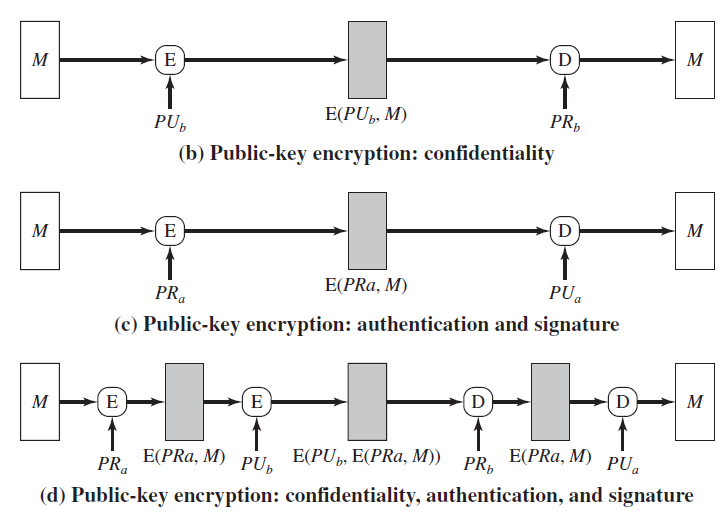 M E D M
PU_b E(PU_b, M) PR_b
(b) Public-key encryption: confidentiality
M E D M
PR_a E(PRa, M) PU_a
(c) Public-key encryption: authentication and signature
M E E D D M
PR_a E(PRa, M) PU_b E(PU_b, E(PRa, M)) PR_b E(PRa, M) PU_a
(d) Public-key encryption: confidentiality, authentication, and signature